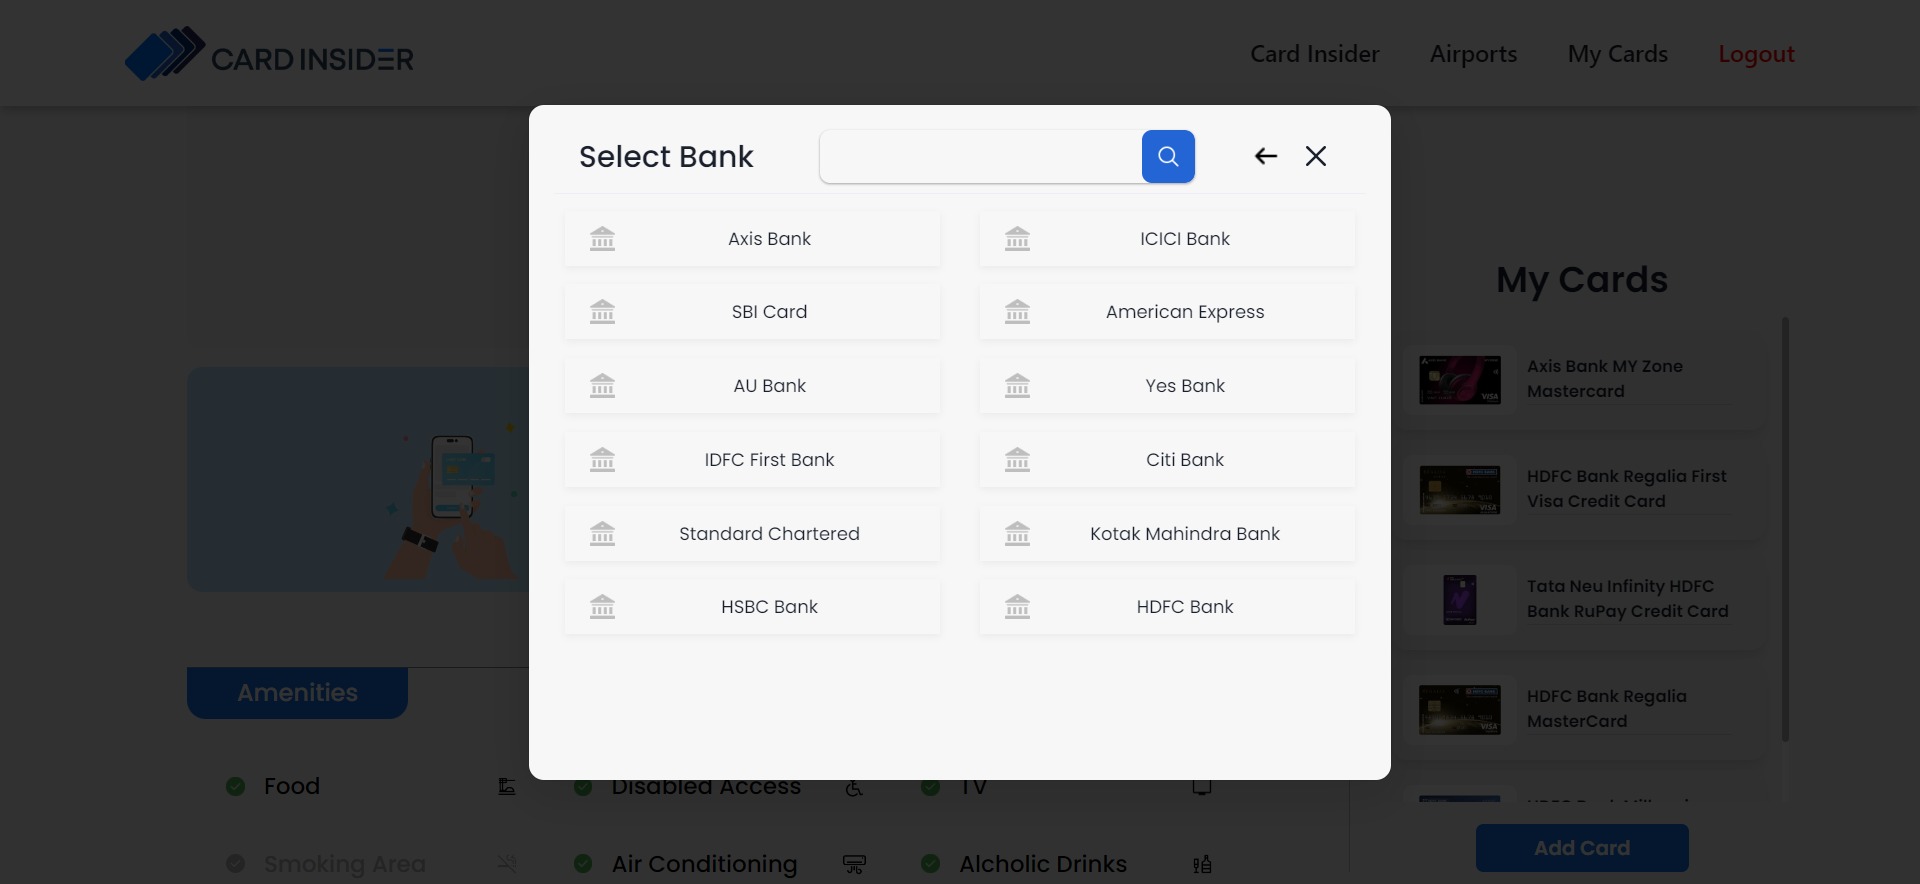 CARD INSIDER
Card Insider
Airports
My Cards
Logout
Select Bank
Axis Bank
ICICI Bank
SBI Card
American Express
AU Bank
Yes Bank
IDFC First Bank
Citi Bank
Standard Chartered
Kotak Mahindra Bank
HSBC Bank
HDFC Bank
My Cards
Axis Bank MY Zone
Mastercard
HDFC Bank Regalia First
Visa Credit Card
Tata Neu Infinity HDFC
Bank RuPay Credit Card
HDFC Bank Regalia
MasterCard
Add Card
Amenities
Food
Disabled Access
TV
Smoking Area
Air Conditioning
Alcholic Drinks